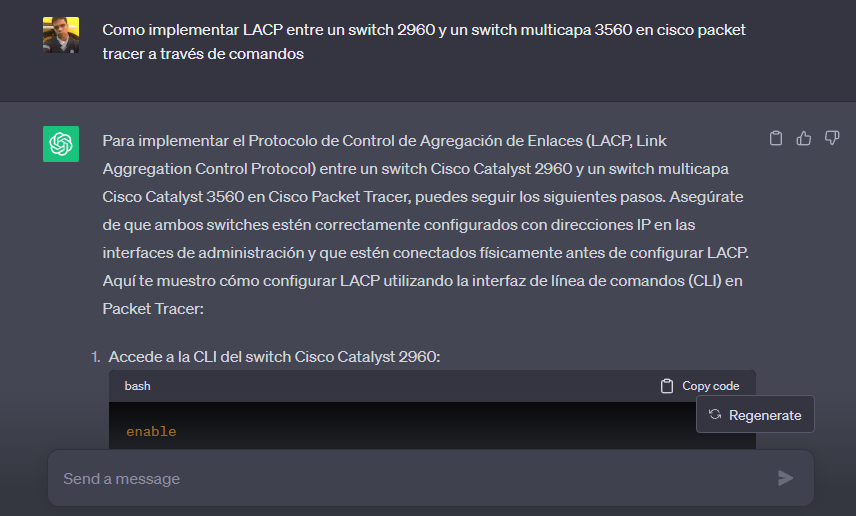 Como implementar LACP entre un switch 2960 y un switch multicapa 3560 en cisco packet
tracer a través de comandos
Para implementar el Protocolo de Control de Agregación de Enlaces (LACP, Link
Aggregation Control Protocol) entre un switch Cisco Catalyst 2960 y un switch multicapa
Cisco Catalyst 3560 en Cisco Packet Tracer, puedes seguir los siguientes pasos. Asegúrate
de que ambos switches estén correctamente configurados con direcciones IP en las
interfaces de administración y que estén conectados físicamente antes de configurar LACP.
Aquí te muestro cómo configurar LACP utilizando la interfaz de línea de comandos (CLI) en
Packet Tracer:
1. Accede a la CLI del switch Cisco Catalyst 2960:
bash Copy code
Regenerate
enable
Send a message